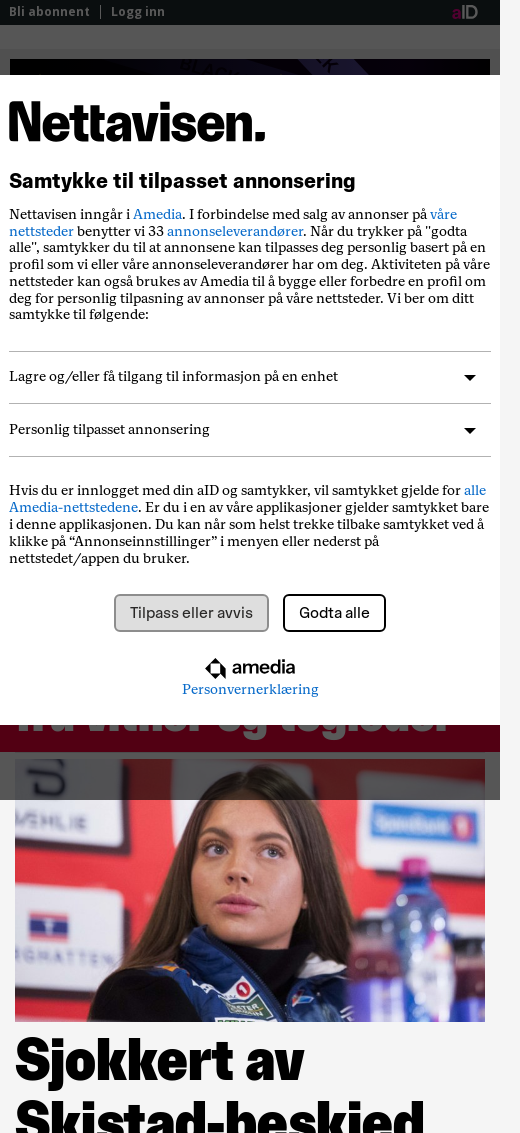 Bli abonnent
Logg inn
aID
Nettavisen.
Samtykke til tilpasset annonsering
Nettavisen inngår i Amedia. I forbindelse med salg av annonser på våre
nettsteder benytter vi 33 annonseleverandører. Når du trykker på "godta
alle", samtykker du til at annonsene kan tilpasses deg personlig basert på en
profil som vi eller våre annonseleverandører har om deg. Aktiviteten på våre
nettsteder kan også brukes av Amedia til å bygge eller forbedre en profil om
deg for personlig tilpasning av annonser på våre nettsteder. Vi ber om ditt
samtykke til følgende:
Lagre og/eller få tilgang til informasjon på en enhet
Personlig tilpasset annonsering
Hvis du er innlogget med din aID og samtykker, vil samtykket gjelde for alle
Amedia-nettstedene. Er du i en av våre applikasjoner gjelder samtykket bare
i denne applikasjonen. Du kan når som helst trekke tilbake samtykket ved å
klikke på “Annonseinnstillinger” i menyen eller nederst på
nettstedet/appen du bruker.
Tilpass eller avvis
Godta alle
amedia
Personvernerklæring
SpareBank 1
Sjokkert av
Skistad-beskjed